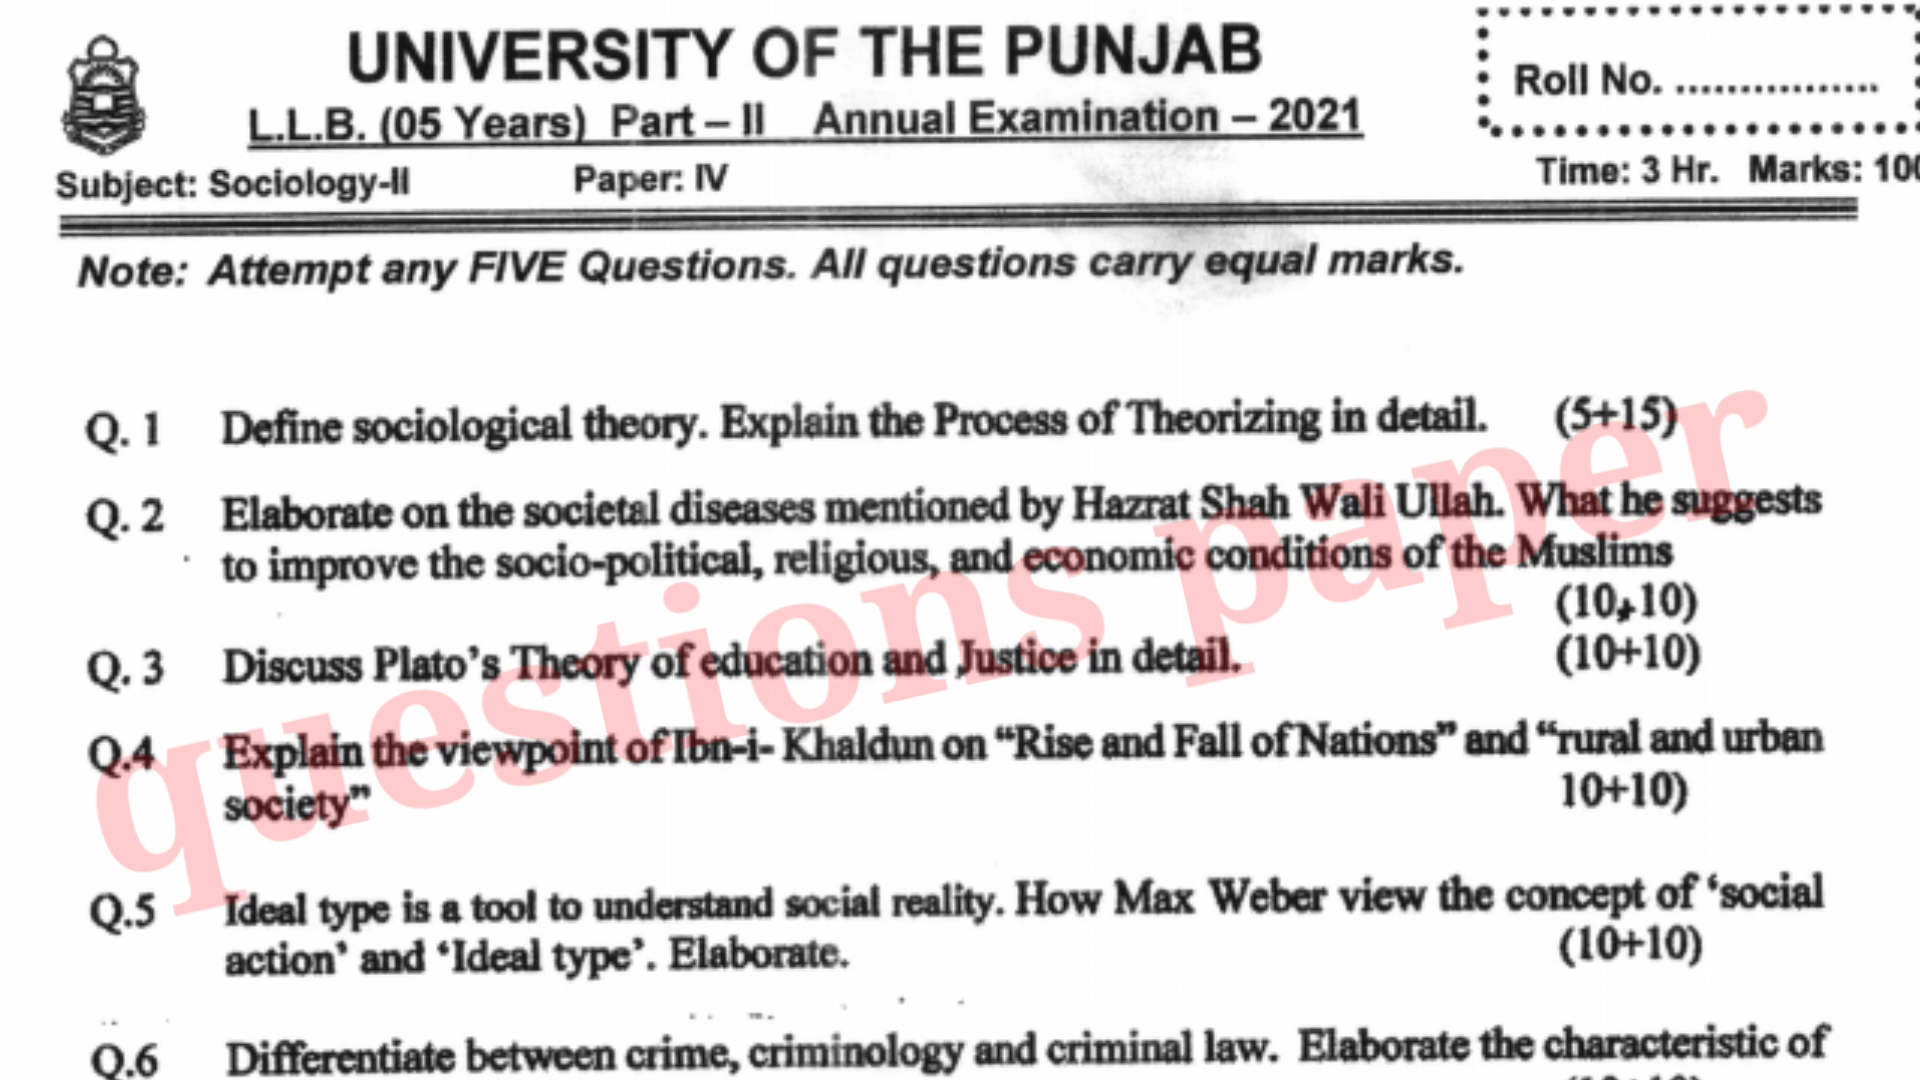 UNIVERSITY OF THE PUNJAB
L.L.B. (05 Years) Part – II Annual Examination – 2021
Roll No. ................
Subject: Sociology-II Paper: IV Time: 3 Hr. Marks: 100
Note: Attempt any FIVE Questions. All questions carry equal marks.
Q. 1 Define sociological theory. Explain the Process of Theorizing in detail. (5+15)
Q. 2 Elaborate on the societal diseases mentioned by Hazrat Shah Wali Ullah. What he suggests
to improve the socio-political, religious, and economic conditions of the Muslims
(10+10)
Q. 3 Discuss Plato's Theory of education and Justice in detail. (10+10)
Q.4 Explain the viewpoint of Ibn-i- Khaldun on “Rise and Fall of Nations” and “rural and urban
society” 10+10)
Q.5 Ideal type is a tool to understand social reality. How Max Weber view the concept of ‘social
action’ and ‘Ideal type’. Elaborate. (10+10)
Q.6 Differentiate between crime, criminology and criminal law. Elaborate the characteristic of
questions paper